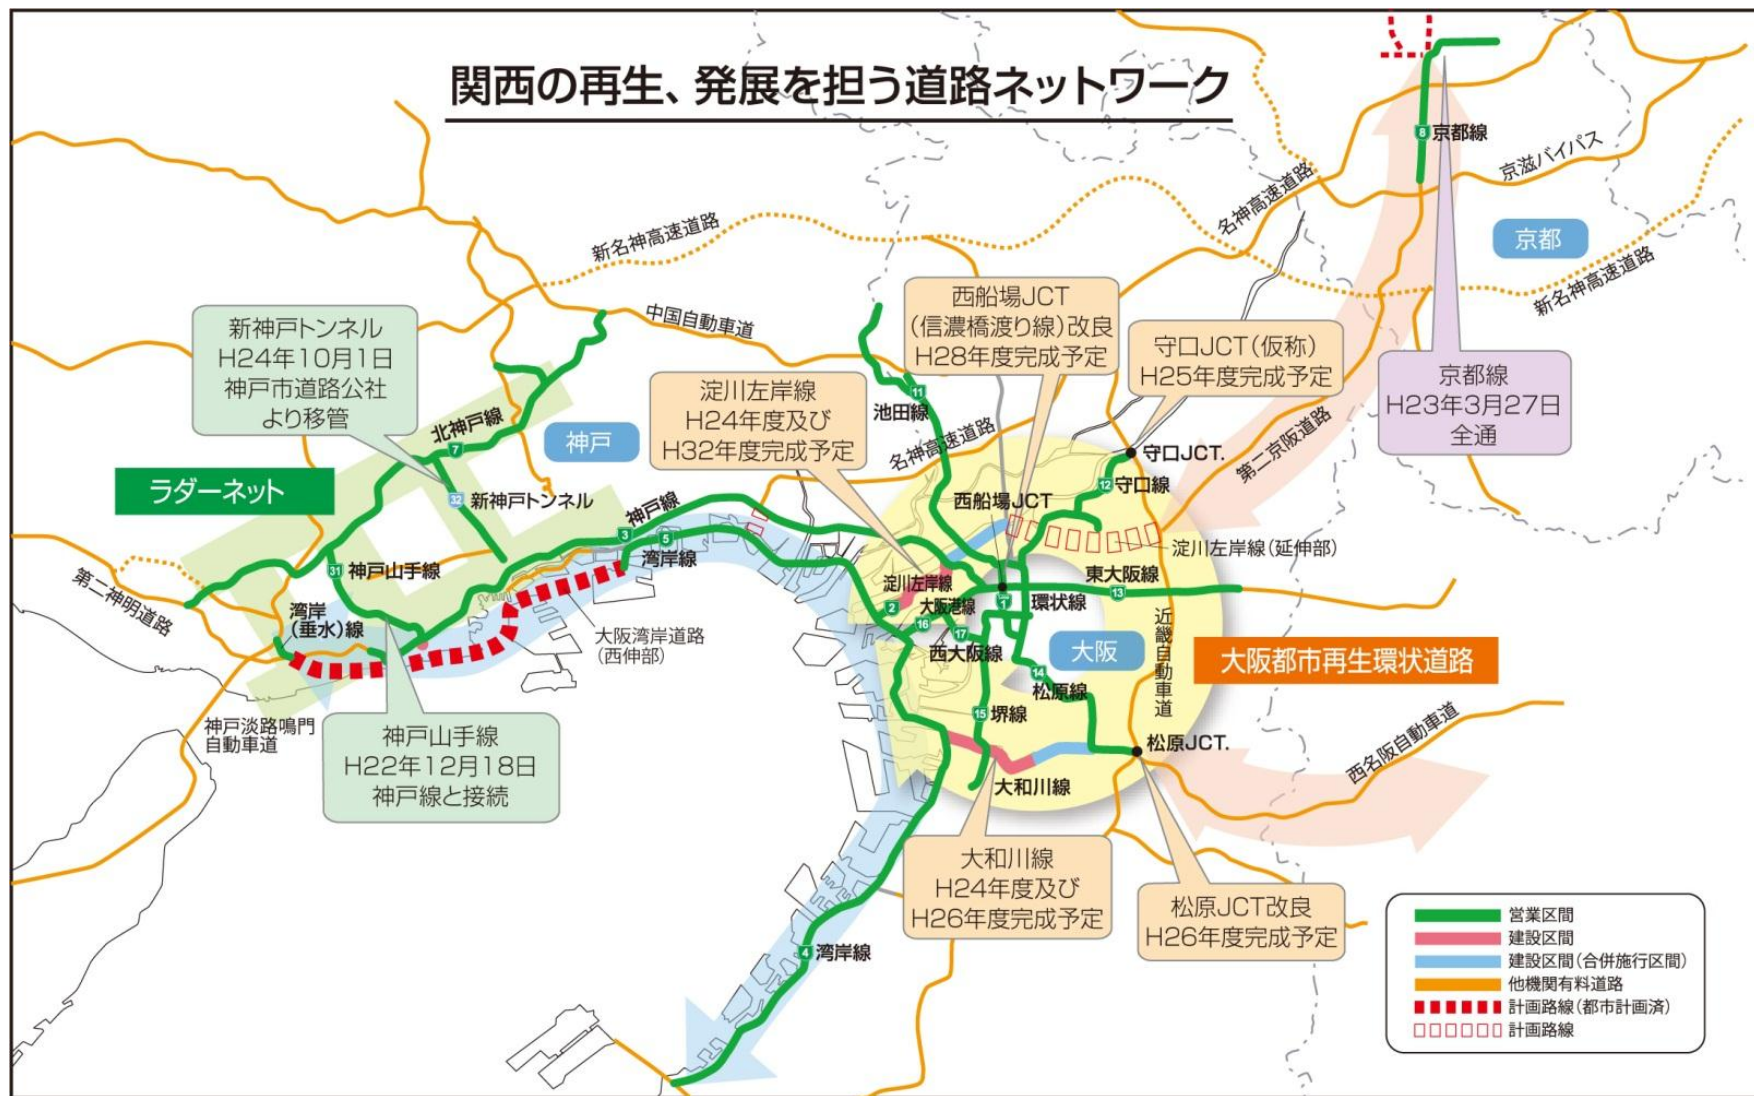 関西の再生、発展を担う道路ネットワーク
8
京都線
京滋バイパス
名神高速道路
新名神高速道路
京都
新名神高速道路
中国自動車道
新神戸トンネル
H24年10月1日
神戸市道路公社
より移管
西船場JCT
(信濃橋渡り線)改良
H28年度完成予定
守口JCT(仮称)
H25年度完成予定
京都線
H23年3月27日
全通
淀川左岸線
H24年度及び
H32年度完成予定
11
池田線
名神高速道路
第二京阪道路
北神戸線
7
神戸
守口JCT.
12
守口線
ラダーネット
32
新神戸トンネル
西船場JCT
3
神戸線
5
湾岸線
淀川左岸線(延伸部)
31
神戸山手線
淀川左岸線
2
大阪港線
16
1
環状線
東大阪線
13
第二神明道路
湾岸
(垂水)線
大阪湾岸道路
(西伸部)
17
西大阪線
大阪
近畿自動車道
大阪都市再生環状道路
14
松原線
15
堺線
神戸淡路鳴門
自動車道
神戸山手線
H22年12月18日
神戸線と接続
松原JCT.
西名阪自動車道
大和川線
大和川線
H24年度及び
H26年度完成予定
松原JCT改良
H26年度完成予定
4
湾岸線
営業区間
建設区間
建設区間(合併施行区間)
他機関有料道路
計画路線(都市計画済)
計画路線